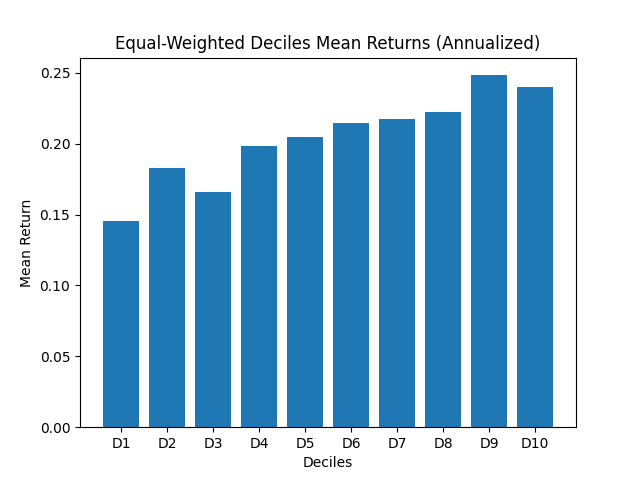 Equal-Weighted Deciles Mean Returns (Annualized)
0.25
0.20
0.15
0.10
0.05
0.00
Mean Return
D1 D2 D3 D4 D5 D6 D7 D8 D9 D10
Deciles